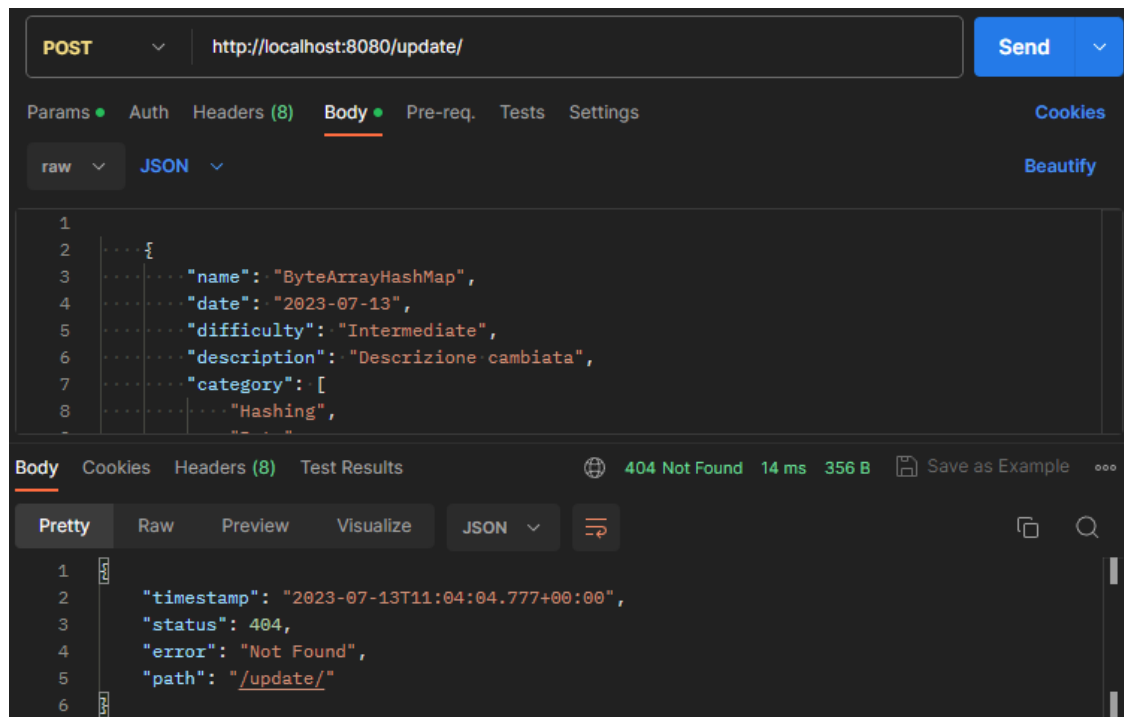 POST http://localhost:8080/update/ Send
Params Auth Headers (8) Body Pre-req. Tests Settings Cookies
raw JSON Beautify
1
2 {
3 "name": "ByteArrayHashMap",
4 "date": "2023-07-13",
5 "difficulty": "Intermediate",
6 "description": "Descrizione cambiata",
7 "category": [
8 "Hashing",
Body Cookies Headers (8) Test Results 404 Not Found 14 ms 356 B Save as Example
Pretty Raw Preview Visualize JSON
1 {
2 "timestamp": "2023-07-13T11:04:04.777+00:00",
3 "status": 404,
4 "error": "Not Found",
5 "path": "/update/"
6 }